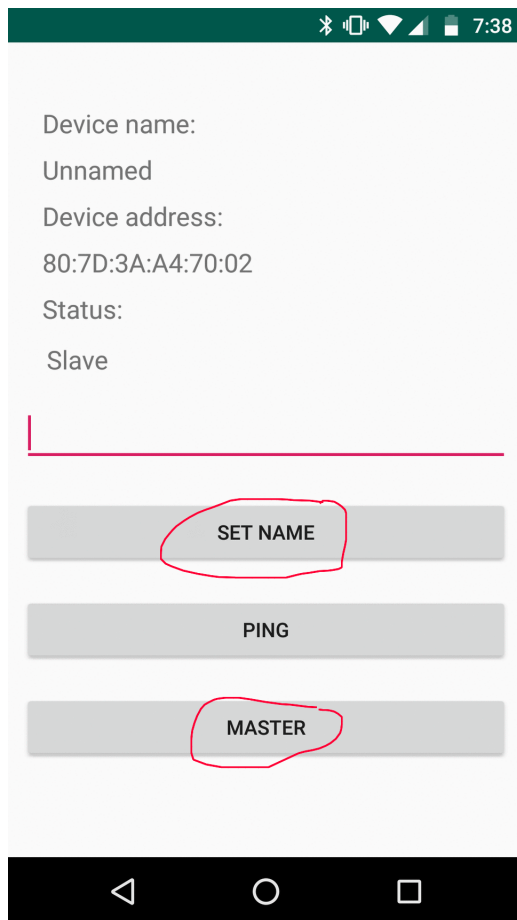 7:38
Device name:
Unnamed
Device address:
80:7D:3A:A4:70:02
Status:
Slave
SET NAME
PING
MASTER